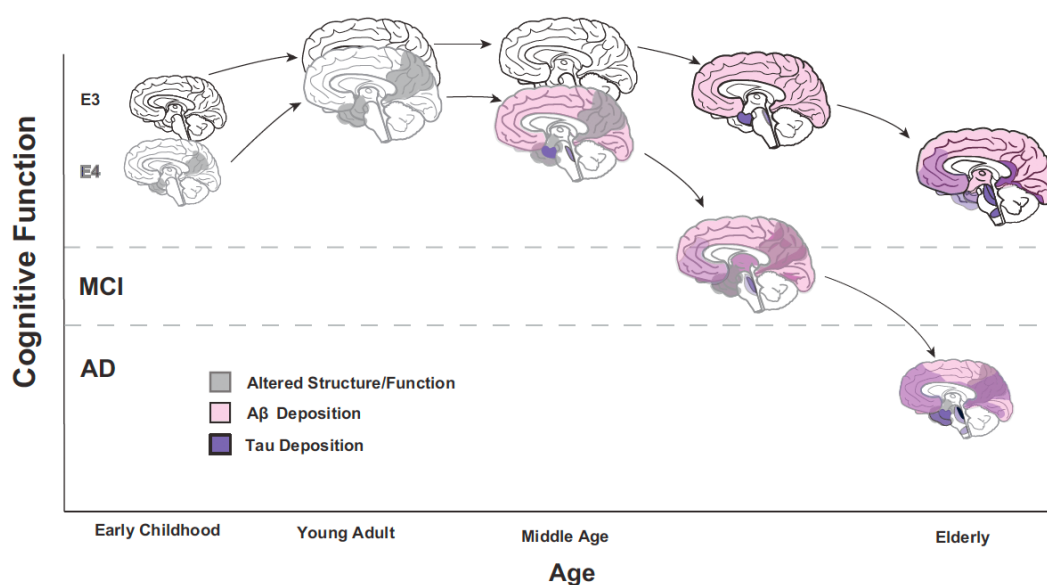 Cognitive Function
E3
E4
MCI
AD
Altered Structure/Function
Aβ Deposition
Tau Deposition
Early Childhood
Young Adult
Middle Age
Elderly
Age